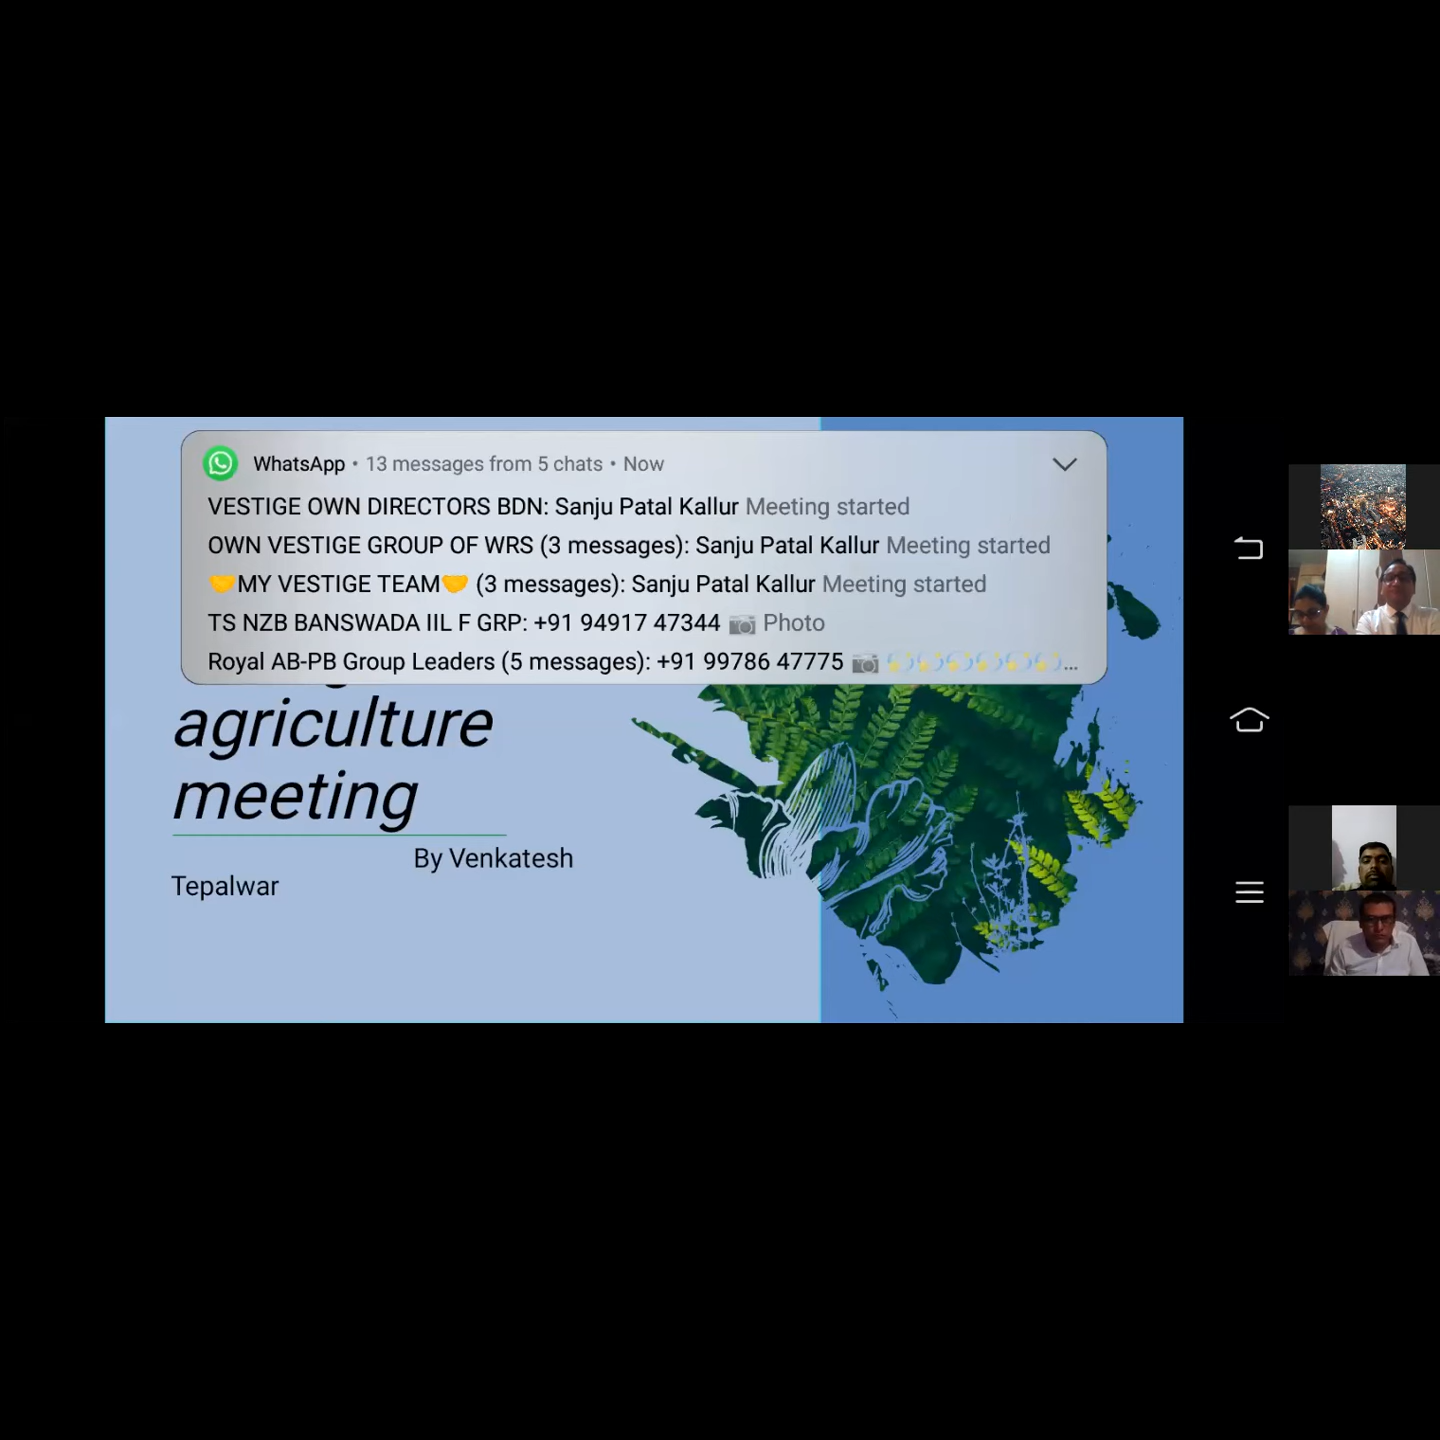 WhatsApp • 13 messages from 5 chats • Now
VESTIGE OWN DIRECTORS BDN: Sanju Patal Kallur Meeting started
OWN VESTIGE GROUP OF WRS (3 messages): Sanju Patal Kallur Meeting started
🤝MY VESTIGE TEAM🤝 (3 messages): Sanju Patal Kallur Meeting started
TS NZB BANSWADA IIL F GRP: +91 94917 47344 📷 Photo
Royal AB-PB Group Leaders (5 messages): +91 99786 47775 📷 💫💫💫💫💫💫...
agriculture
meeting
By Venkatesh
Tepalwar